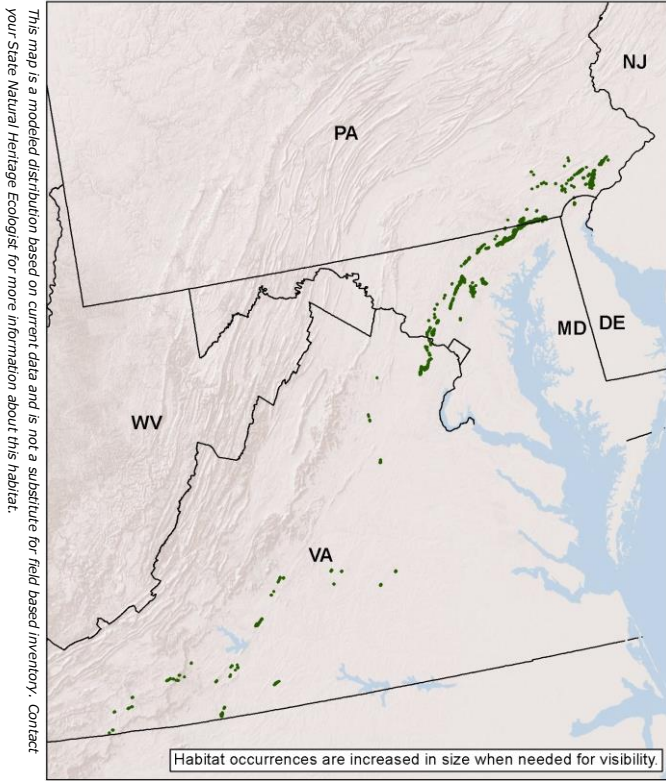 This map is a modeled distribution based on current data and is not a substitute for field based inventory. Contact
your State Natural Heritage Ecologist for more information about this habitat.
NJ
PA
MD
DE
WV
VA
Habitat occurrences are increased in size when needed for visibility.